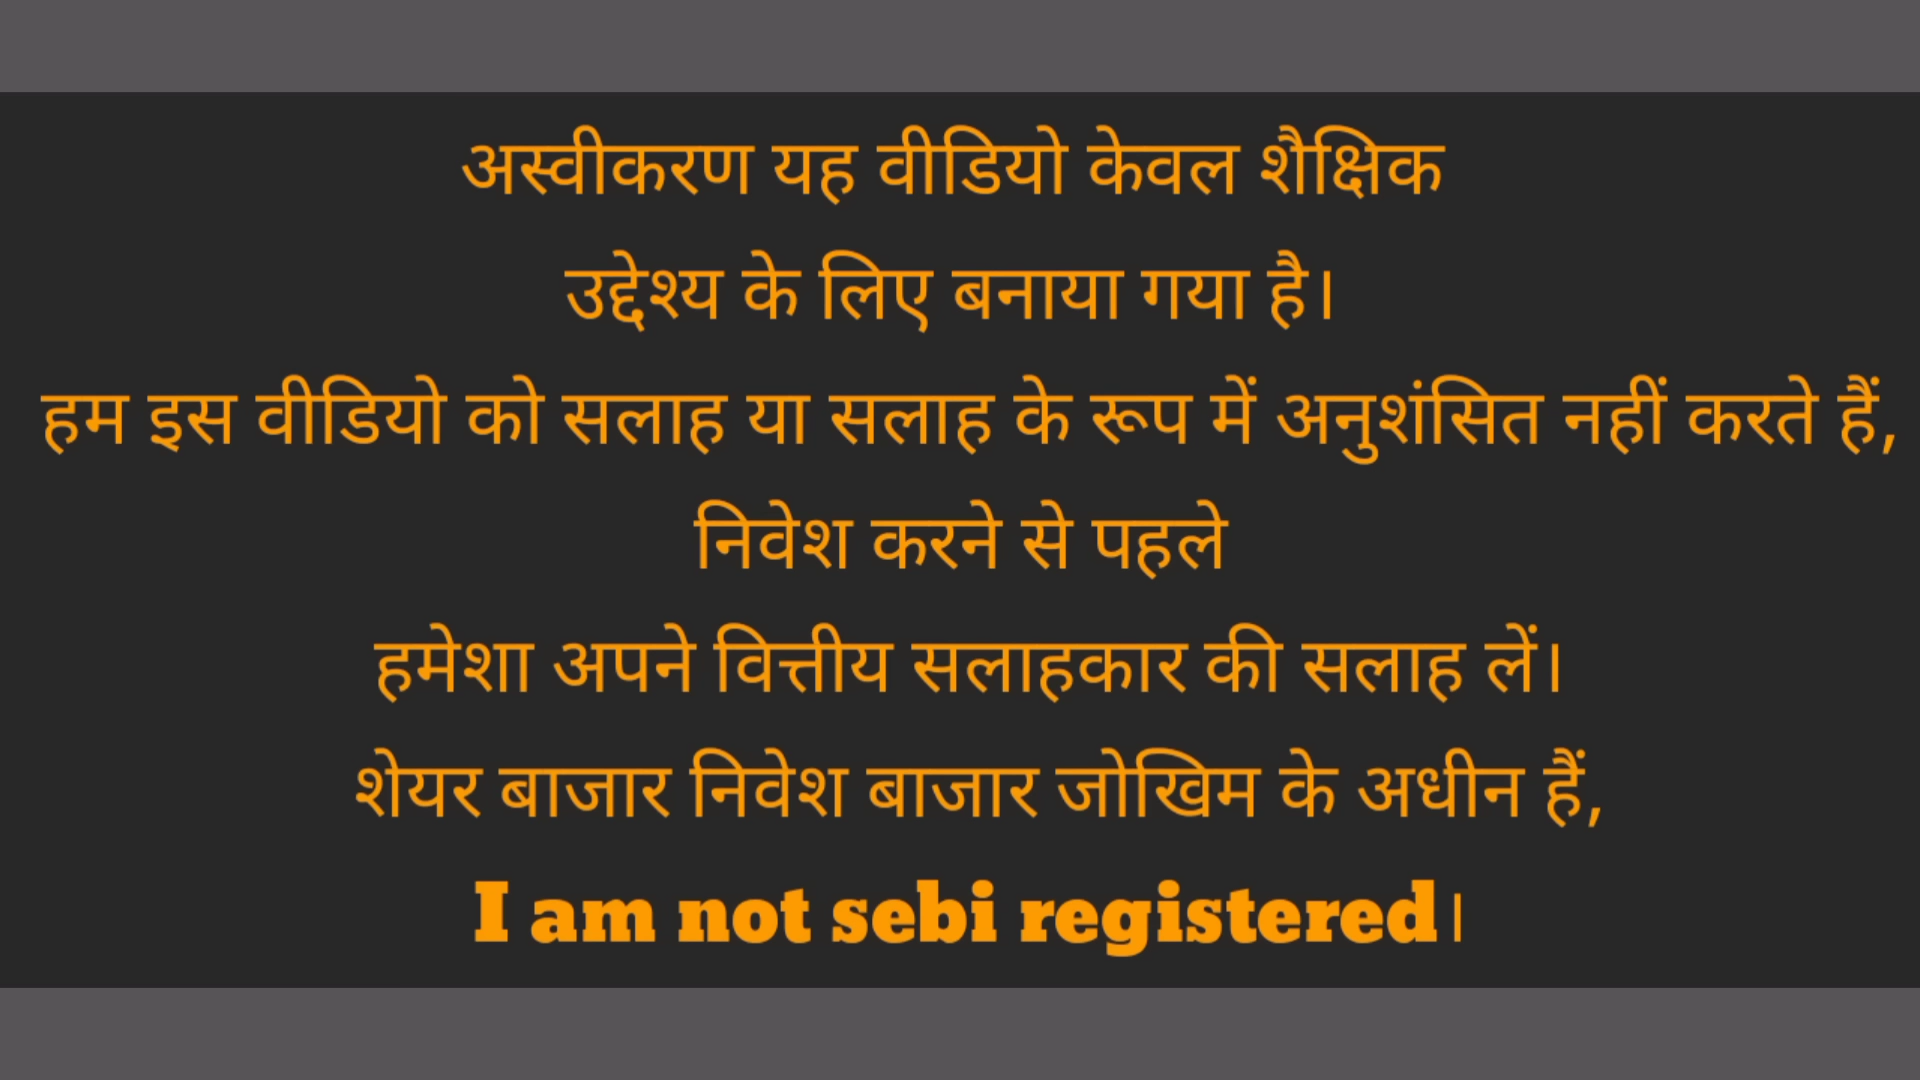 अस्वीकरण यह वीडियो केवल शैक्षिक
उद्देश्य के लिए बनाया गया है।
हम इस वीडियो को सलाह या सलाह के रूप में अनुशंसित नहीं करते हैं,
निवेश करने से पहले
हमेशा अपने वित्तीय सलाहकार की सलाह लें।
शेयर बाजार निवेश बाजार जोखिम के अधीन हैं,
I am not sebi registered।